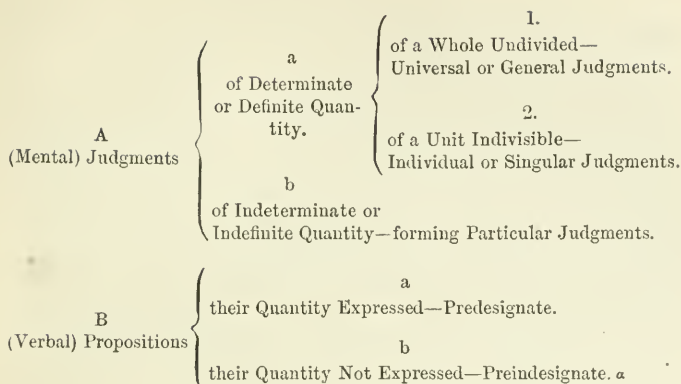 A
(Mental) Judgments
a
of Determinate
or Definite Quan-
tity.
1.
of a Whole Undivided—
Universal or General Judgments.
2.
of a Unit Indivisible—
Individual or Singular Judgments.
b
of Indeterminate or
Indefinite Quantity—forming Particular Judgments.
B
(Verbal) Propositions
a
their Quantity Expressed—Predesignate.
b
their Quantity Not Expressed—Preindesignate. α